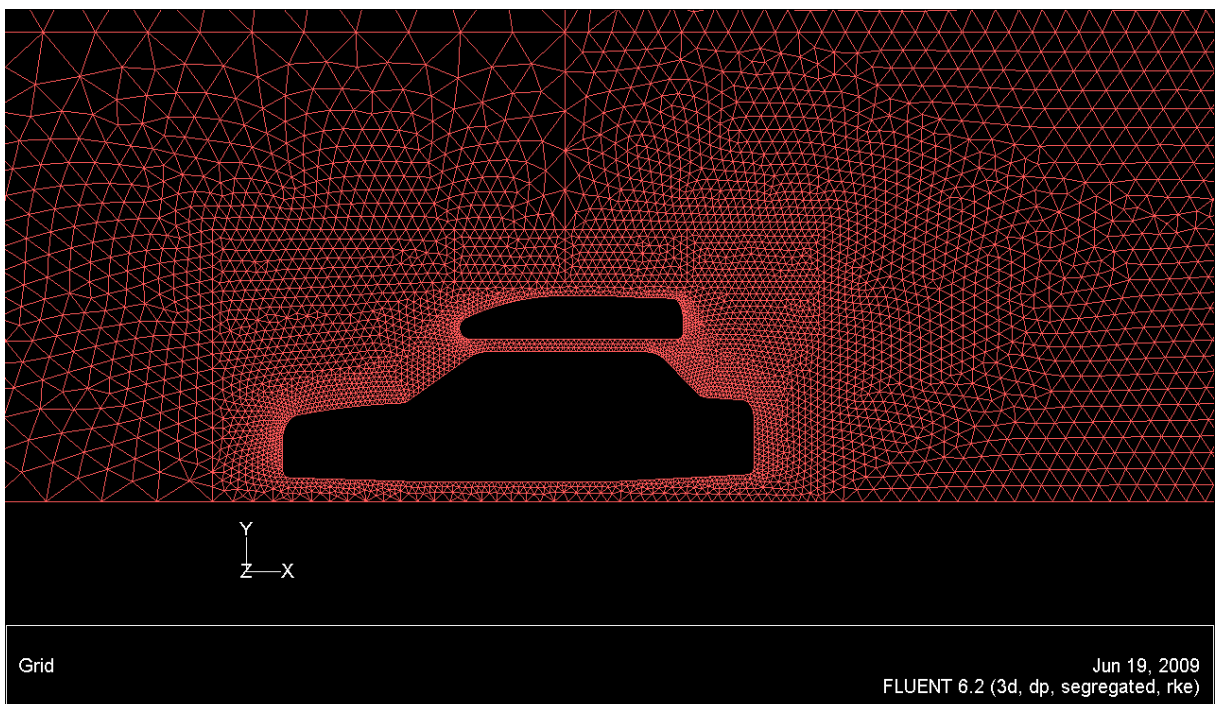 Y
Z X
Grid
Jun 19, 2009
FLUENT 6.2 (3d, dp, segregated, rke)